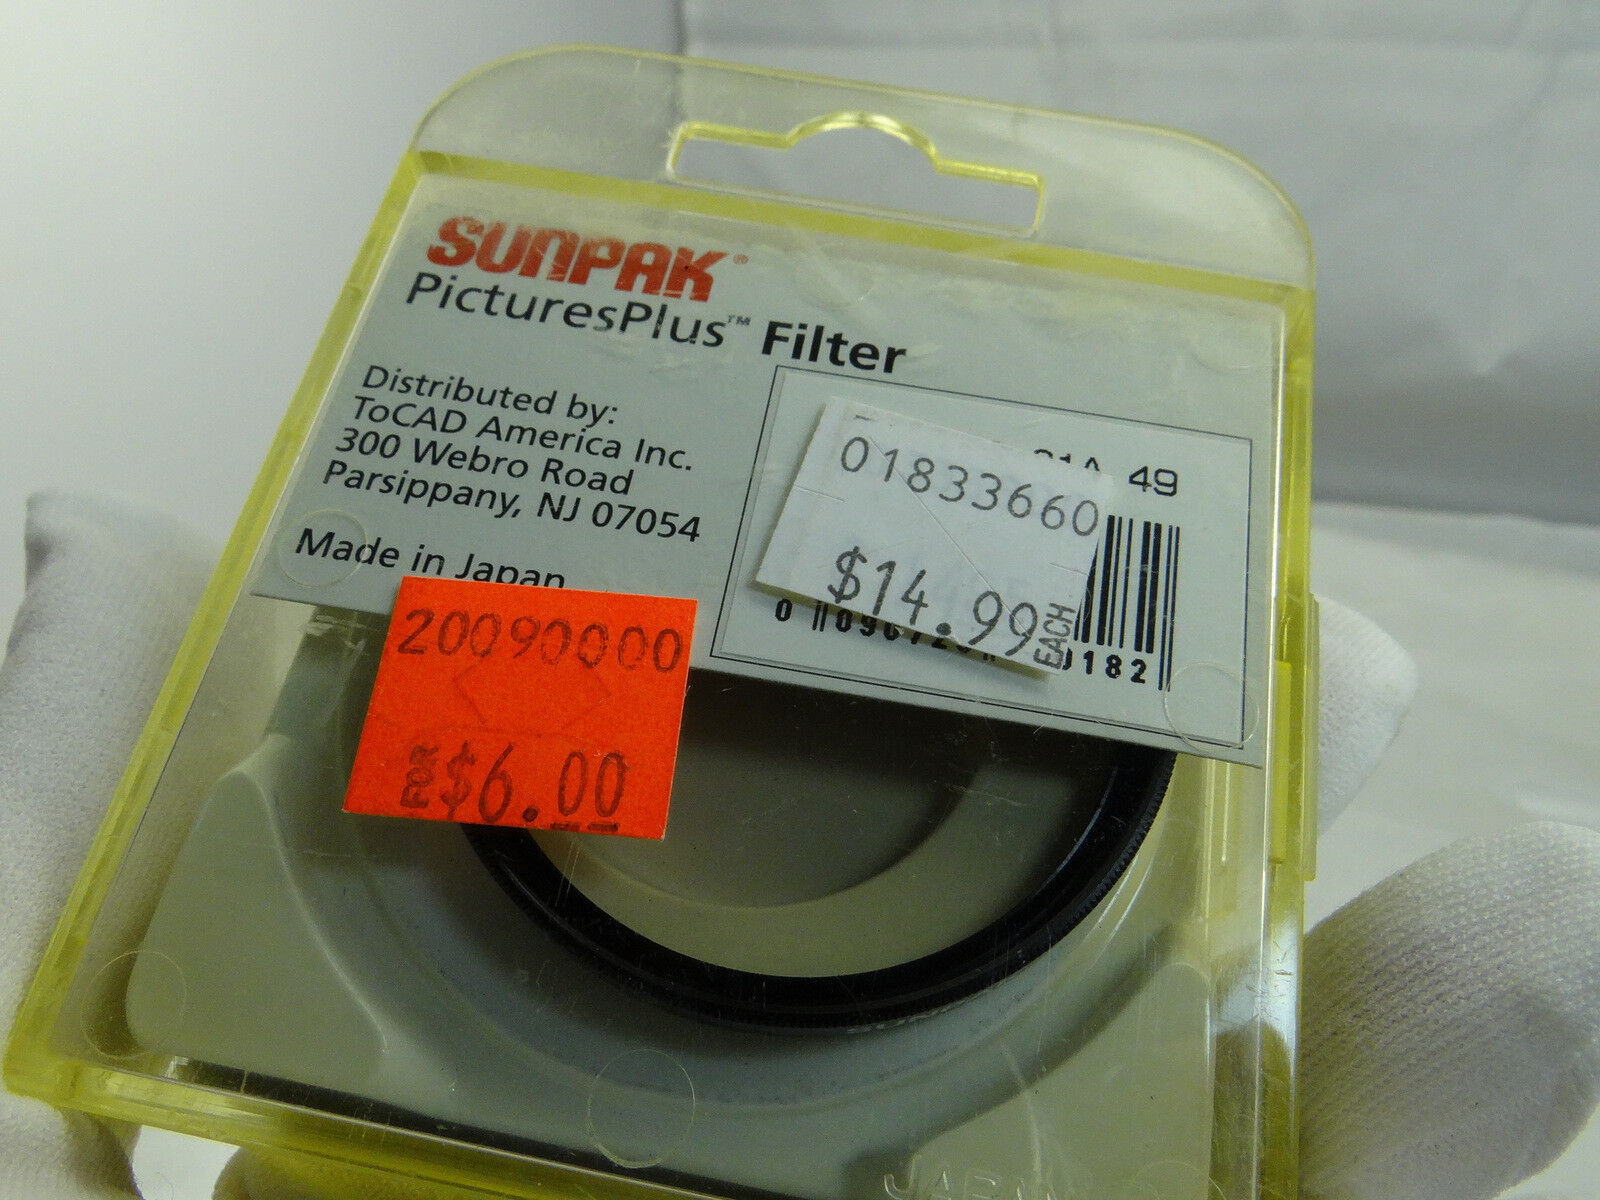 SUNPAK®
PicturesPlus™ Filter
Distributed by:
ToCAD America Inc.
300 Webro Road
Parsippany, NJ 07054
Made in Japan
49
01833660
$14.99
EACH
0
182
20090000
FOR
$6.00
JAPAN